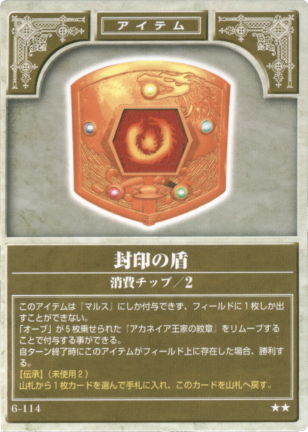 アイテム
封印の盾
消費チップ／2
このアイテムは「マルス」にしか付与できず、フィールドに1枚しか出
すことができない。
「オーブ」が5枚乗せられた「アカネイア王家の紋章」をリムーブする
ことで付与する事ができる。
自ターン終了時にこのアイテムがフィールド上に存在した場合、勝利す
る。
【伝承】（未使用2）
山札から1枚カードを選んで手札に入れ、このカードを山札へ戻す。
6-114
★★